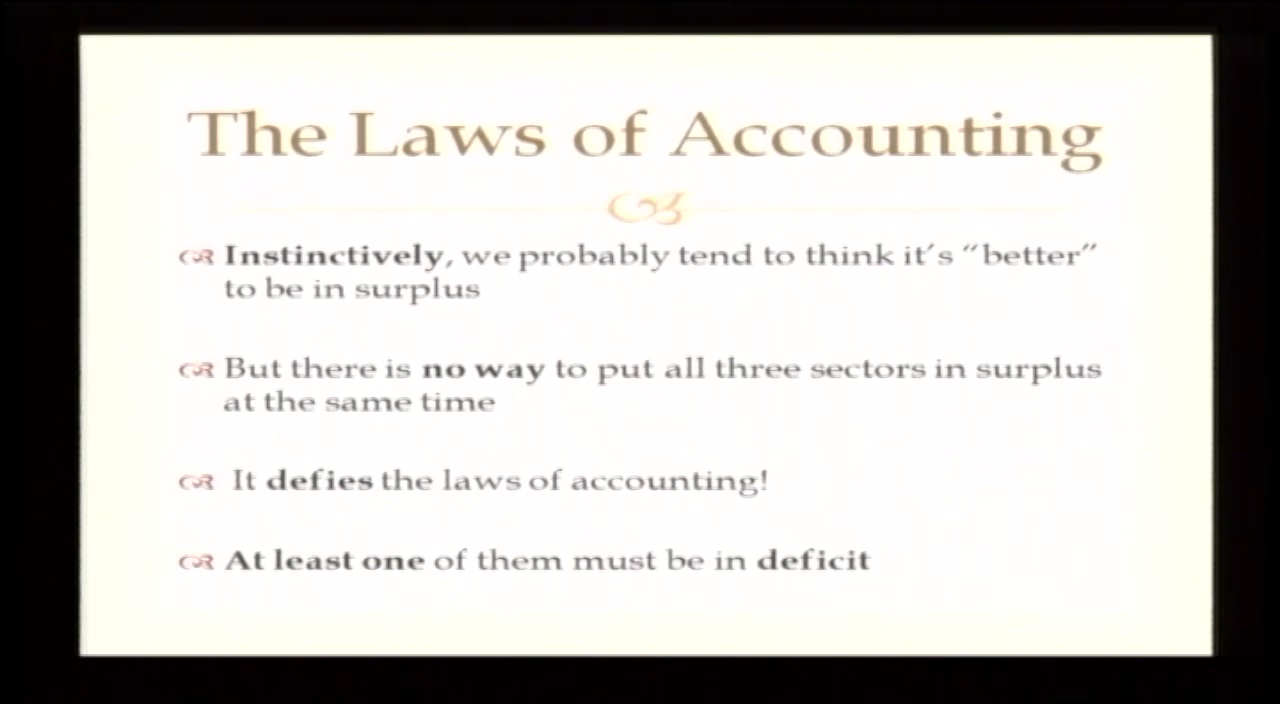 The Laws of Accounting
Instinctively, we probably tend to think it's “better”
to be in surplus
But there is no way to put all three sectors in surplus
at the same time
It defies the laws of accounting!
At least one of them must be in deficit